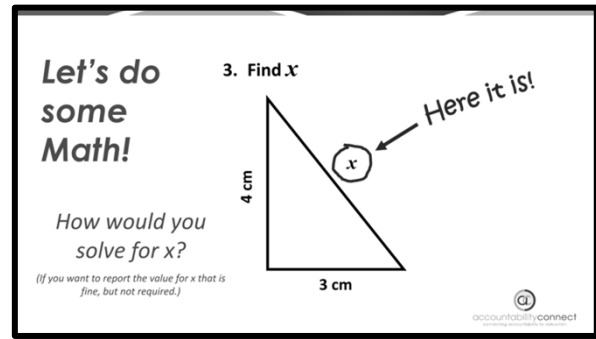 Let's do
some
Math!
How would you
solve for x?
(If you want to report the value for x that is
fine, but not required.)
3. Find x
Here it is!
x
4 cm
3 cm
ac
accountabilityconnect